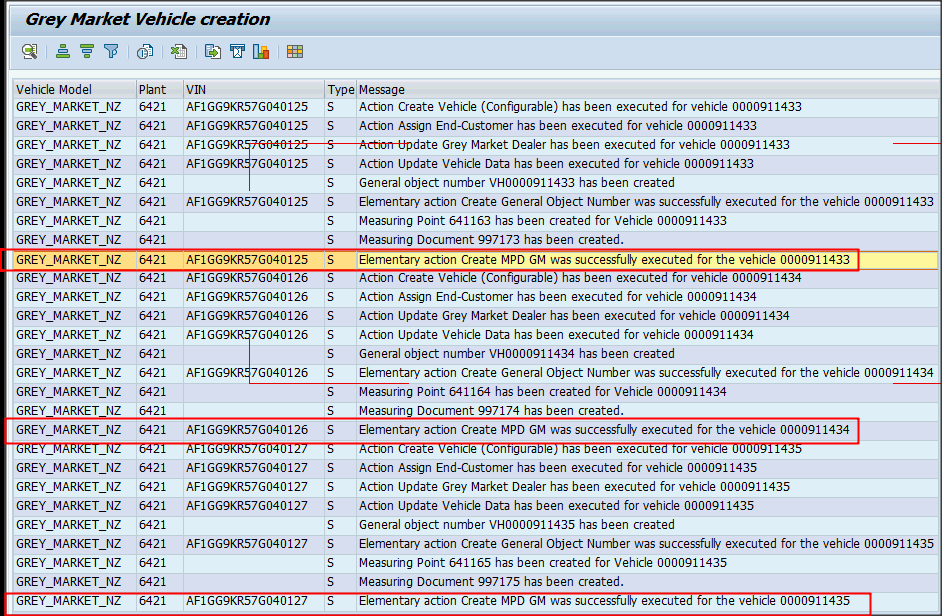 Grey Market Vehicle creation
Vehicle Model Plant VIN Type Message
GREY_MARKET_NZ 6421 AF1GG9KR57G040125 S Action Create Vehicle (Configurable) has been executed for vehicle 0000911433
GREY_MARKET_NZ 6421 AF1GG9KR57G040125 S Action Assign End-Customer has been executed for vehicle 0000911433
GREY_MARKET_NZ 6421 AF1GG9KR57G040125 S Action Update Grey Market Dealer has been executed for vehicle 0000911433
GREY_MARKET_NZ 6421 AF1GG9KR57G040125 S Action Update Vehicle Data has been executed for vehicle 0000911433
GREY_MARKET_NZ 6421 S General object number VH0000911433 has been created
GREY_MARKET_NZ 6421 AF1GG9KR57G040125 S Elementary action Create General Object Number was successfully executed for the vehicle 0000911433
GREY_MARKET_NZ 6421 S Measuring Point 641163 has been created for Vehicle 0000911433
GREY_MARKET_NZ 6421 S Measuring Document 997173 has been created.
GREY_MARKET_NZ 6421 AF1GG9KR57G040125 S Elementary action Create MPD GM was successfully executed for the vehicle 0000911433
GREY_MARKET_NZ 6421 AF1GG9KR57G040126 S Action Create Vehicle (Configurable) has been executed for vehicle 0000911434
GREY_MARKET_NZ 6421 AF1GG9KR57G040126 S Action Assign End-Customer has been executed for vehicle 0000911434
GREY_MARKET_NZ 6421 AF1GG9KR57G040126 S Action Update Grey Market Dealer has been executed for vehicle 0000911434
GREY_MARKET_NZ 6421 AF1GG9KR57G040126 S Action Update Vehicle Data has been executed for vehicle 0000911434
GREY_MARKET_NZ 6421 S General object number VH0000911434 has been created
GREY_MARKET_NZ 6421 AF1GG9KR57G040126 S Elementary action Create General Object Number was successfully executed for the vehicle 0000911434
GREY_MARKET_NZ 6421 S Measuring Point 641164 has been created for Vehicle 0000911434
GREY_MARKET_NZ 6421 S Measuring Document 997174 has been created.
GREY_MARKET_NZ 6421 AF1GG9KR57G040126 S Elementary action Create MPD GM was successfully executed for the vehicle 0000911434
GREY_MARKET_NZ 6421 AF1GG9KR57G040127 S Action Create Vehicle (Configurable) has been executed for vehicle 0000911435
GREY_MARKET_NZ 6421 AF1GG9KR57G040127 S Action Assign End-Customer has been executed for vehicle 0000911435
GREY_MARKET_NZ 6421 AF1GG9KR57G040127 S Action Update Grey Market Dealer has been executed for vehicle 0000911435
GREY_MARKET_NZ 6421 AF1GG9KR57G040127 S Action Update Vehicle Data has been executed for vehicle 0000911435
GREY_MARKET_NZ 6421 S General object number VH0000911435 has been created
GREY_MARKET_NZ 6421 AF1GG9KR57G040127 S Elementary action Create General Object Number was successfully executed for the vehicle 0000911435
GREY_MARKET_NZ 6421 S Measuring Point 641165 has been created for Vehicle 0000911435
GREY_MARKET_NZ 6421 S Measuring Document 997175 has been created.
GREY_MARKET_NZ 6421 AF1GG9KR57G040127 S Elementary action Create MPD GM was successfully executed for the vehicle 0000911435